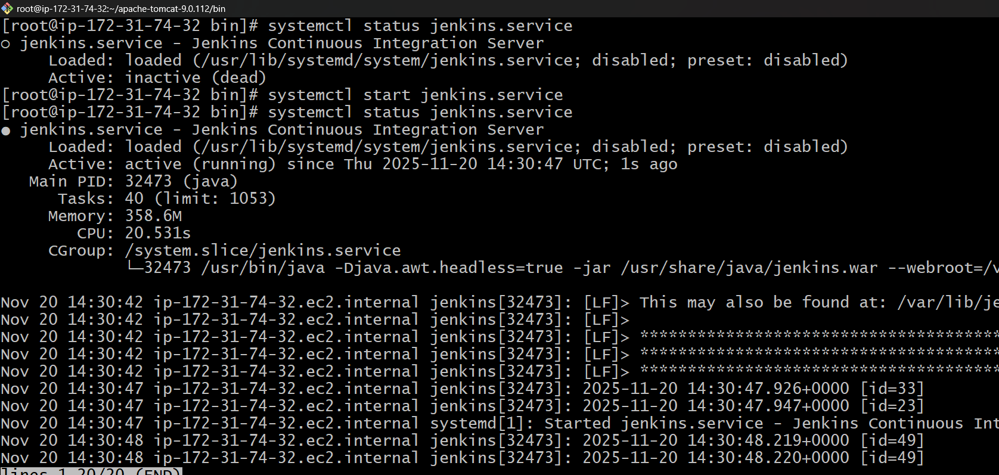 root@ip-172-31-74-32:~/apache-tomcat-9.0.112/bin
[root@ip-172-31-74-32 bin]# systemctl status jenkins.service
○ jenkins.service - Jenkins Continuous Integration Server
     Loaded: loaded (/usr/lib/systemd/system/jenkins.service; disabled; preset: disabled)
     Active: inactive (dead)
[root@ip-172-31-74-32 bin]# systemctl start jenkins.service
[root@ip-172-31-74-32 bin]# systemctl status jenkins.service
● jenkins.service - Jenkins Continuous Integration Server
     Loaded: loaded (/usr/lib/systemd/system/jenkins.service; disabled; preset: disabled)
     Active: active (running) since Thu 2025-11-20 14:30:47 UTC; 1s ago
   Main PID: 32473 (java)
      Tasks: 40 (limit: 1053)
     Memory: 358.6M
        CPU: 20.531s
     CGroup: /system.slice/jenkins.service
             └─32473 /usr/bin/java -Djava.awt.headless=true -jar /usr/share/java/jenkins.war --webroot=/v
Nov 20 14:30:42 ip-172-31-74-32.ec2.internal jenkins[32473]: [LF]> This may also be found at: /var/lib/je
Nov 20 14:30:42 ip-172-31-74-32.ec2.internal jenkins[32473]: [LF]>
Nov 20 14:30:42 ip-172-31-74-32.ec2.internal jenkins[32473]: [LF]> **************************************
Nov 20 14:30:42 ip-172-31-74-32.ec2.internal jenkins[32473]: [LF]> **************************************
Nov 20 14:30:42 ip-172-31-74-32.ec2.internal jenkins[32473]: [LF]> **************************************
Nov 20 14:30:47 ip-172-31-74-32.ec2.internal jenkins[32473]: 2025-11-20 14:30:47.926+0000 [id=33]
Nov 20 14:30:47 ip-172-31-74-32.ec2.internal jenkins[32473]: 2025-11-20 14:30:47.947+0000 [id=23]
Nov 20 14:30:47 ip-172-31-74-32.ec2.internal systemd[1]: Started jenkins.service - Jenkins Continuous Int
Nov 20 14:30:48 ip-172-31-74-32.ec2.internal jenkins[32473]: 2025-11-20 14:30:48.219+0000 [id=49]
Nov 20 14:30:48 ip-172-31-74-32.ec2.internal jenkins[32473]: 2025-11-20 14:30:48.220+0000 [id=49]
lines 1-20/20 (END)